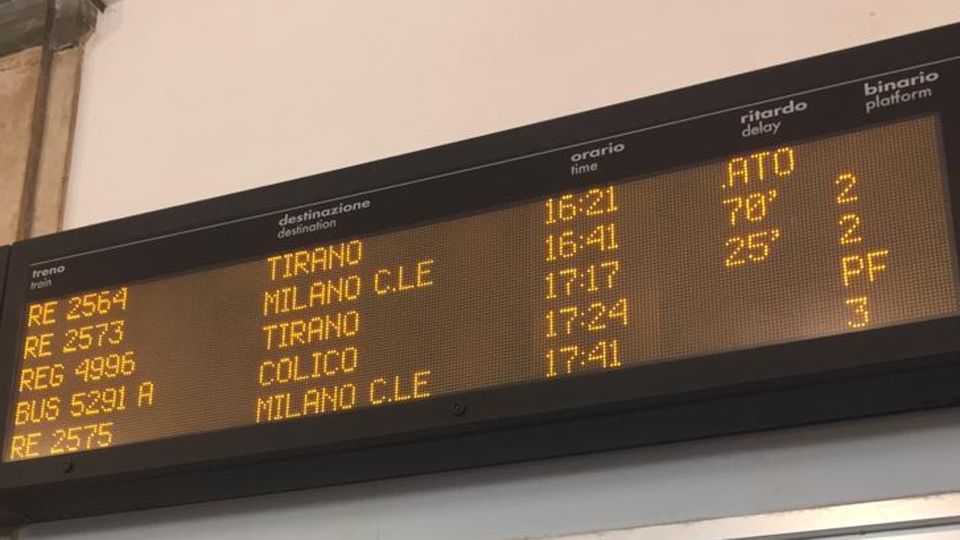 treno destinazione orario ritardo binario
train destination time delay platform
RE 2564 TIRANO 16:21 .ATO
RE 2573 MILANO C.LE 16:41 70' 2
REG 4996 TIRANO 17:17 25' 2
BUS 5291 A COLICO 17:24 PF
RE 2575 MILANO C.LE 17:41 3